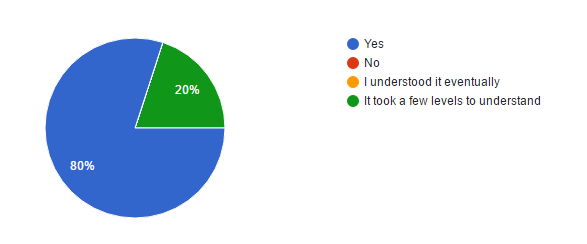 Yes
No
I understood it eventually
It took a few levels to understand
20%
80%